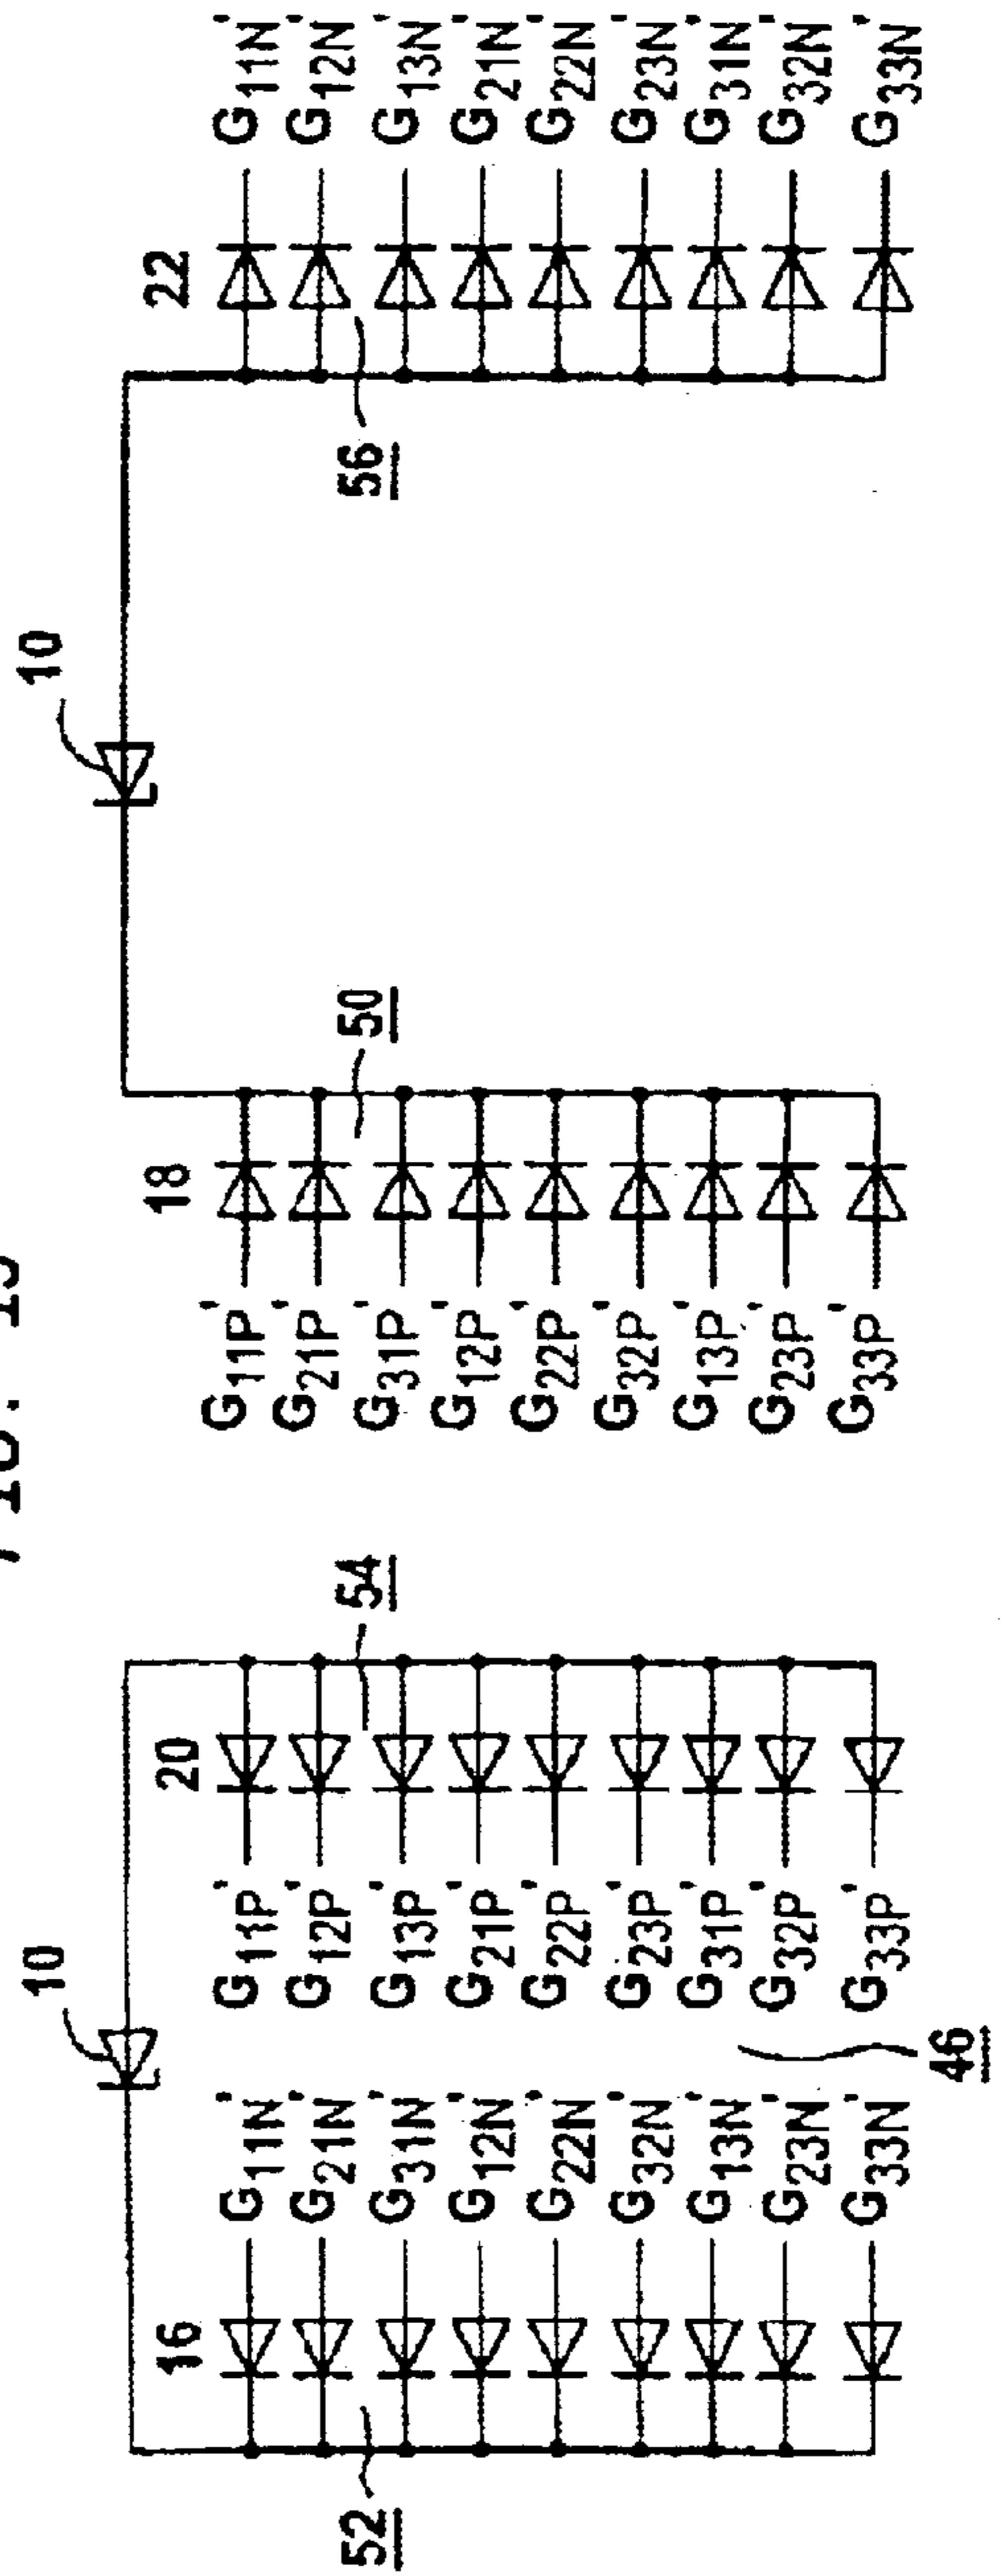 FIG. 13
10
10
16
20
18
22
G11N'
G21N'
G31N'
G12N'
G22N'
G32N'
G13N'
G23N'
G33N'
G11P'
G12P'
G13P'
G21P'
G22P'
G23P'
G31P'
G32P'
G33P'
G11P'
G21P'
G31P'
G12P'
G22P'
G32P'
G13P'
G23P'
G33P'
G11N'
G12N'
G13N'
G21N'
G22N'
G23N'
G31N'
G32N'
G33N'
52
54
50
56
46